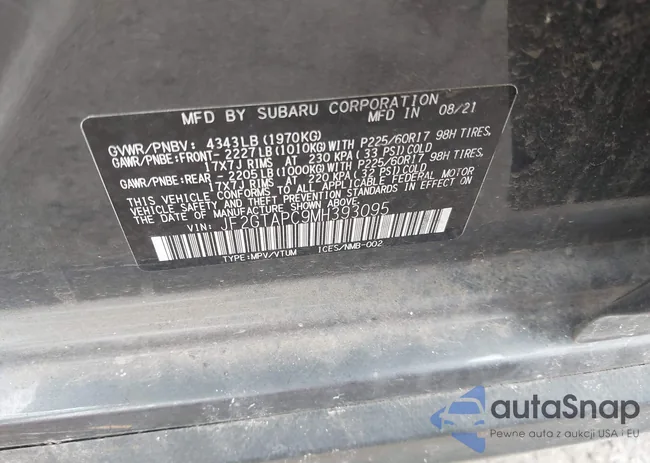 MFD BY SUBARU CORPORATION
MFD IN 08/21
GVWR/PNBV: 4343LB (1970KG)
GAWR/PNBE:FRONT- 2227LB(1010KG)WITH P225/60R17 98H TIRES,
17X7J RIMS AT 230 KPA (33 PSI)COLD
GAWR/PNBE:REAR - 2205LB(1000KG)WITH P225/60R17 98H TIRES,
17X7J RIMS AT 220 KPA (32 PSI)COLD
THIS VEHICLE CONFORMS TO ALL APPLICABLE FEDERAL MOTOR
VEHICLE SAFETY STANDARDS IN EFFECT ON
THE DATE OF MANUFACTURE SHOWN ABOVE.
VIN: JF2GTAPC9MH393095
TYPE:MPV/VTUM ICES/NMB-002
autaSnap
Pewne auta z aukcji USA i EU